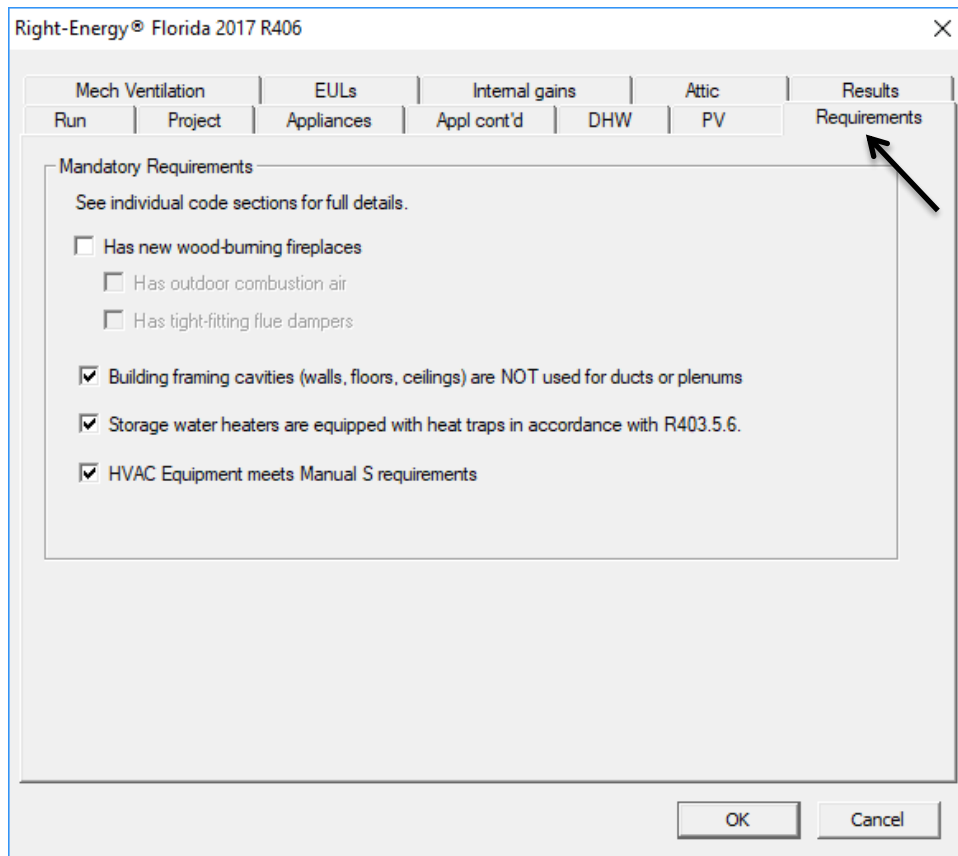 Right-Energy® Florida 2017 R406
Mech Ventilation EULs Internal gains Attic Results
Run Project Appliances Appl cont'd DHW PV Requirements
Mandatory Requirements
See individual code sections for full details.
Has new wood-burning fireplaces
Has outdoor combustion air
Has tight-fitting flue dampers
Building framing cavities (walls, floors, ceilings) are NOT used for ducts or plenums
Storage water heaters are equipped with heat traps in accordance with R403.5.6.
HVAC Equipment meets Manual S requirements
OK Cancel